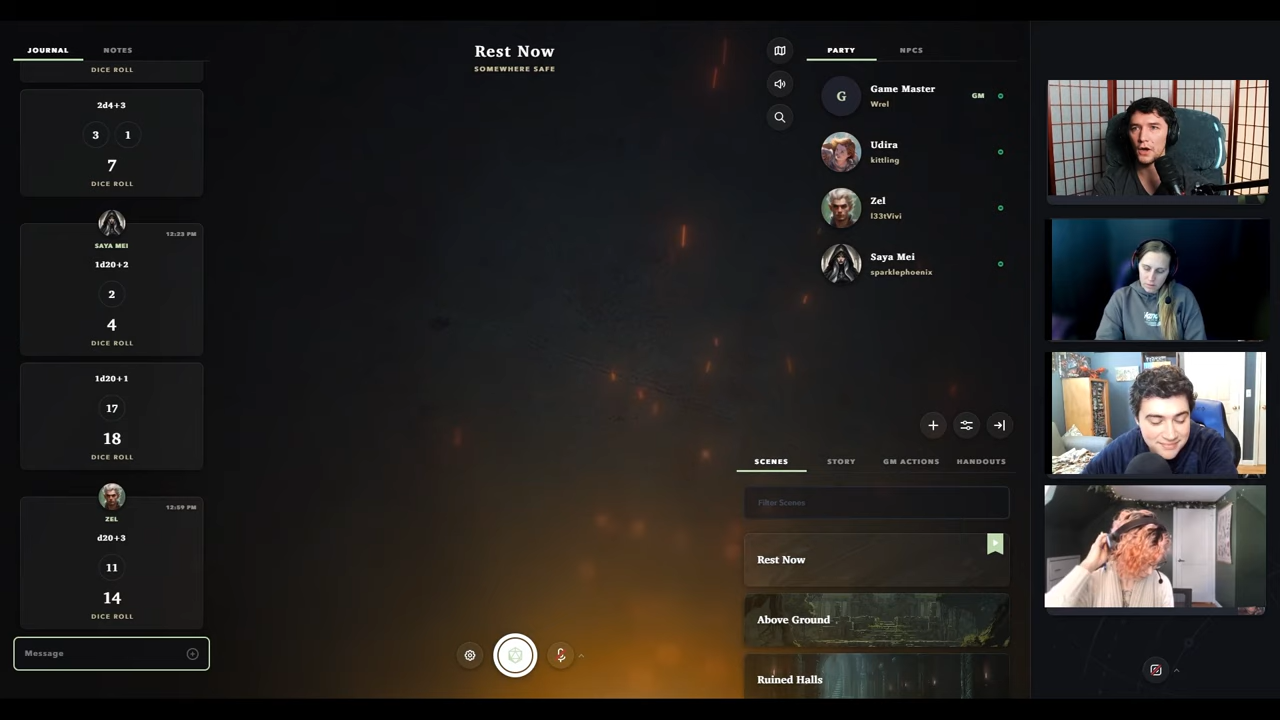 JOURNAL
NOTES
DICE ROLL
2d4+3
3
1
7
DICE ROLL
12:23 PM
SAYA MEI
1d20+2
2
4
DICE ROLL
1d20+1
17
18
DICE ROLL
12:59 PM
ZEL
d20+3
11
14
DICE ROLL
Message
Rest Now
SOMEWHERE SAFE
PARTY
NPCS
G
Game Master
Wrel
GM
Udira
kittling
Zel
l33tVivi
Saya Mei
sparklephoenix
SCENES
STORY
GM ACTIONS
HANDOUTS
Filter Scenes
Rest Now
Above Ground
Ruined Halls